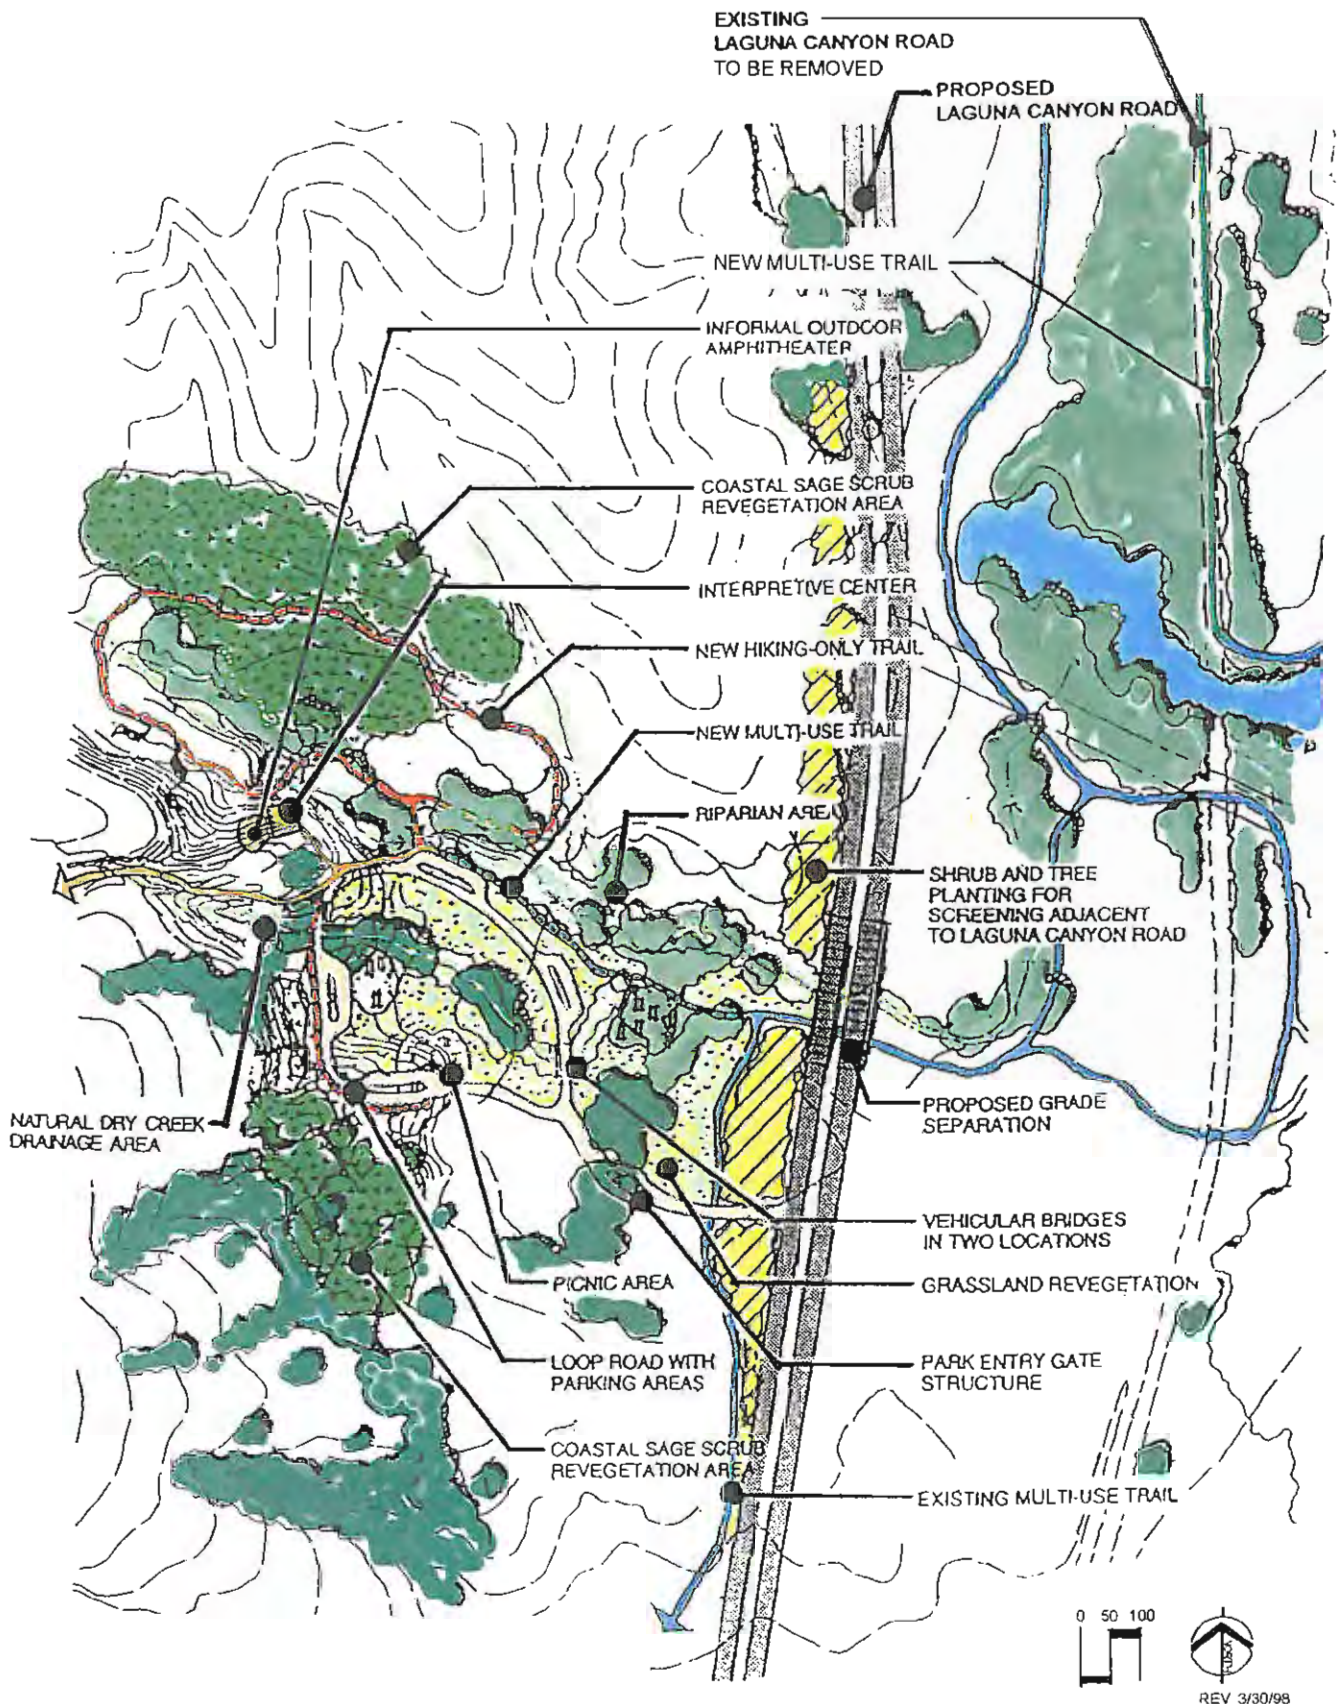 EXISTING
LAGUNA CANYON ROAD
TO BE REMOVED
PROPOSED
LAGUNA CANYON ROAD
NEW MULTI-USE TRAIL
INFORMAL OUTDOOR
AMPHITHEATER
COASTAL SAGE SCRUB
REVEGETATION AREA
INTERPRETIVE CENTER
NEW HIKING-ONLY TRAIL
NEW MULTI-USE TRAIL
RIPARIAN AREA
SHRUB AND TREE
PLANTING FOR
SCREENING ADJACENT
TO LAGUNA CANYON ROAD
NATURAL DRY CREEK
DRAINAGE AREA
PROPOSED GRADE
SEPARATION
VEHICULAR BRIDGES
IN TWO LOCATIONS
PICNIC AREA
GRASSLAND REVEGETATION
LOOP ROAD WITH
PARKING AREAS
PARK ENTRY GATE
STRUCTURE
COASTAL SAGE SCRUB
REVEGETATION AREA
EXISTING MULTI-USE TRAIL
0 50 100
REV 3/30/98